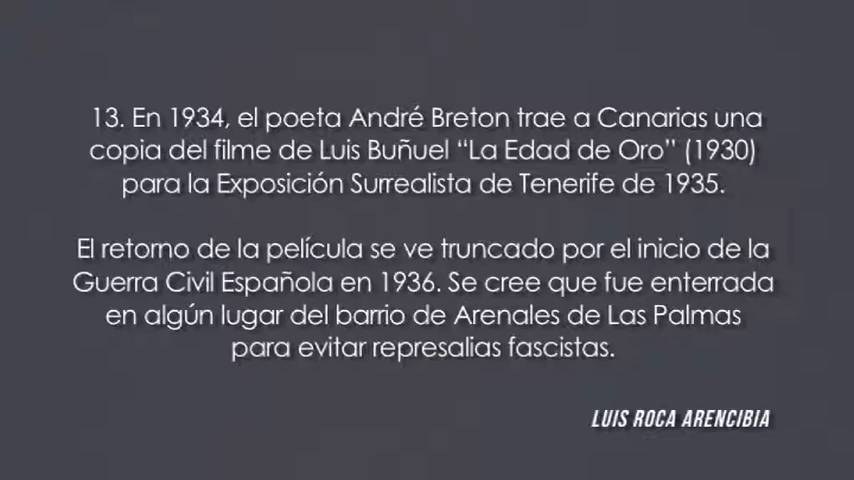 13. En 1934, el poeta André Breton trae a Canarias una
copia del filme de Luis Buñuel “La Edad de Oro” (1930)
para la Exposición Surrealista de Tenerife de 1935.
El retorno de la película se ve truncado por el inicio de la
Guerra Civil Española en 1936. Se cree que fue enterrada
en algún lugar del barrio de Arenales de Las Palmas
para evitar represalias fascistas.
LUIS ROCA ARENCIBIA